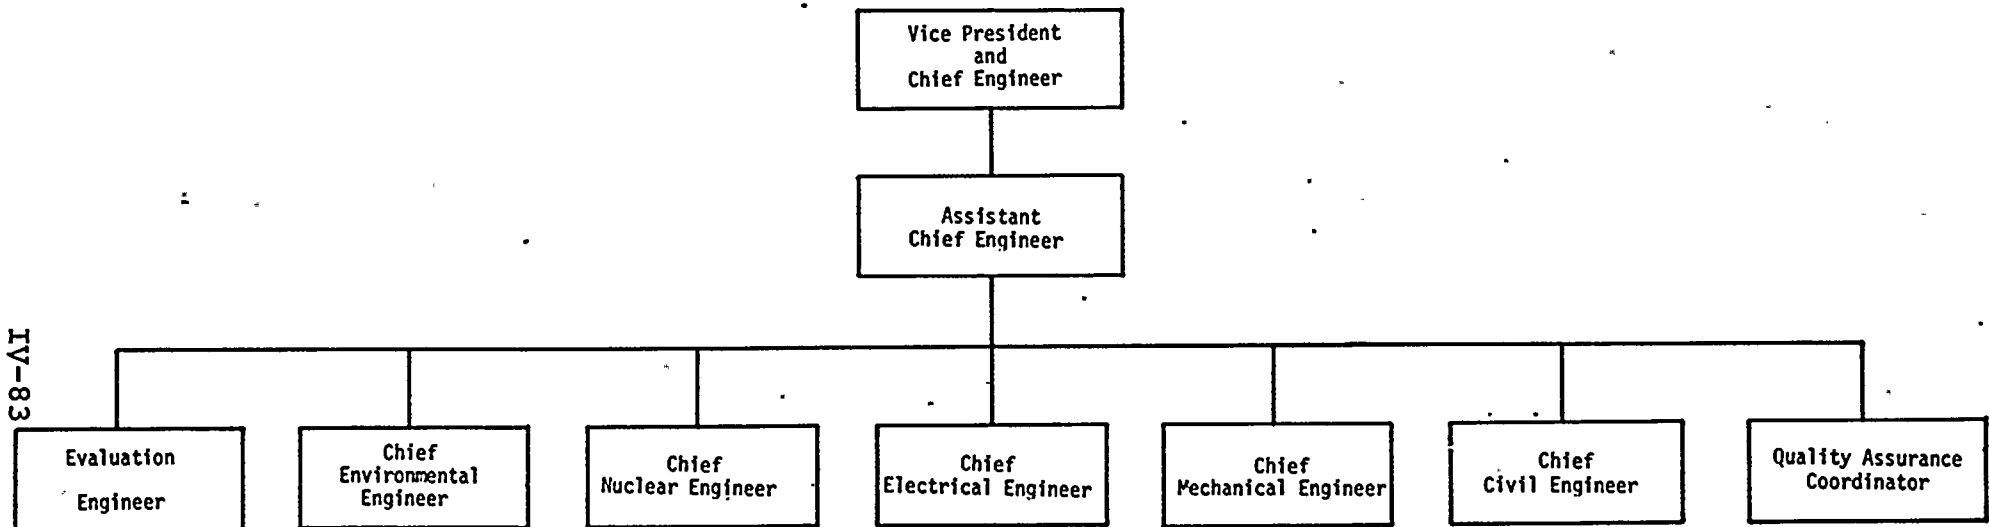 Vice President
and
Chief Engineer
Assistant
Chief Engineer
IV-83
Evaluation
Engineer
Chief
Environmental
Engineer
Chief
Nuclear Engineer
Chief
Electrical Engineer
Chief
Mechanical Engineer
Chief
Civil Engineer
Quality Assurance
Coordinator